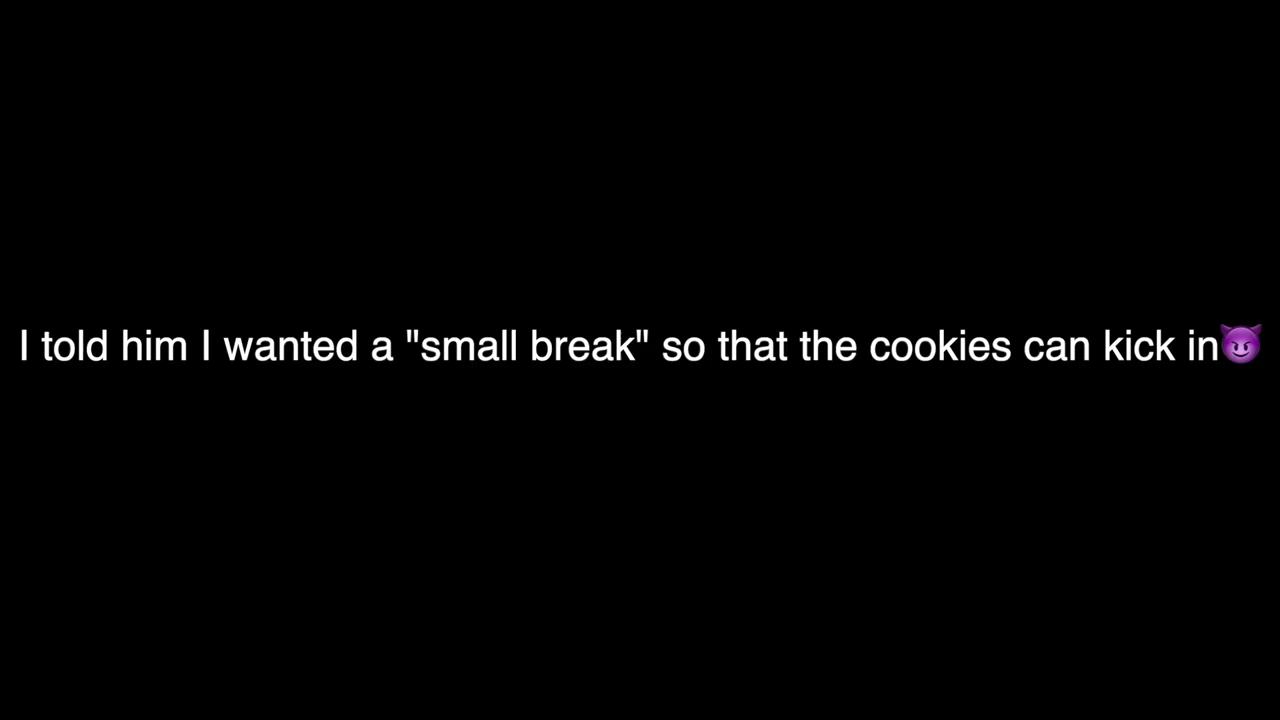 I told him I wanted a "small break" so that the cookies can kick in😈